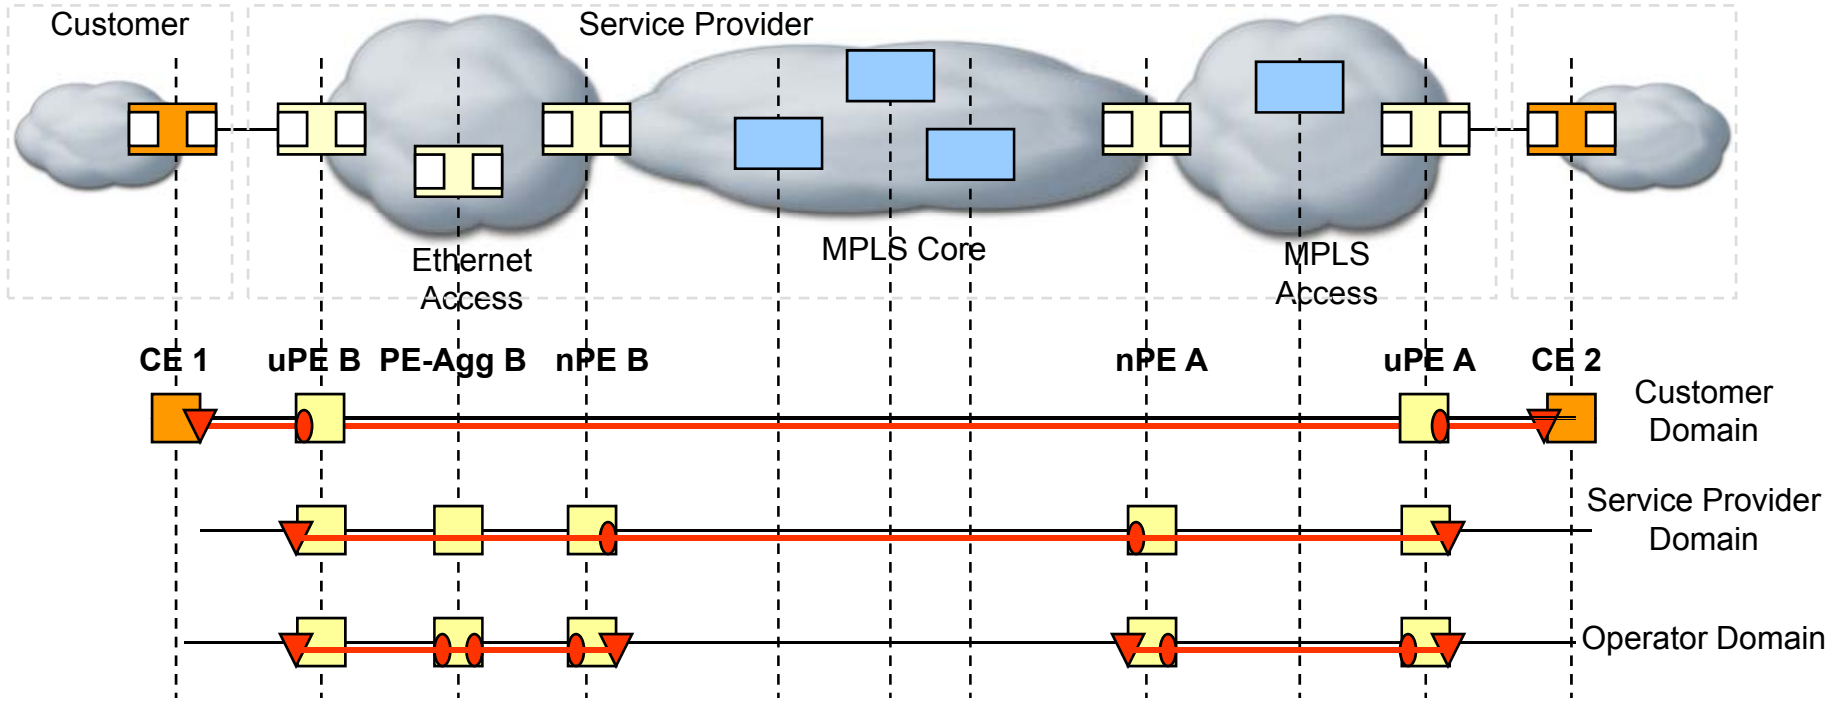 Customer
Service Provider
Ethernet
Access
MPLS Core
MPLS
Access
CE 1
uPE B
PE-Agg B
nPE B
nPE A
uPE A
CE 2
Customer
Domain
Service Provider
Domain
Operator Domain